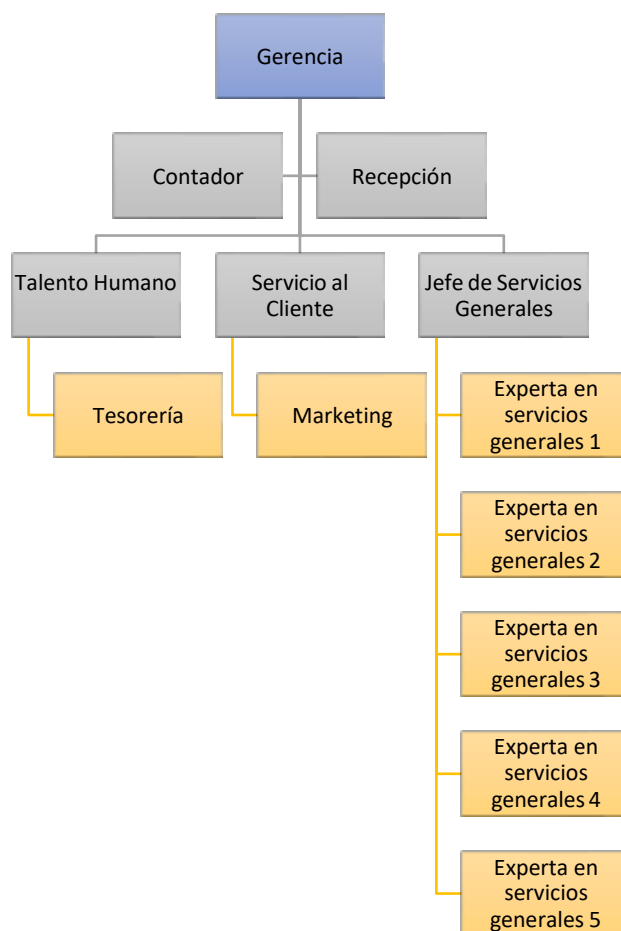 Gerencia
Contador
Recepción
Talento Humano
Servicio al
Cliente
Jefe de Servicios
Generales
Tesorería
Marketing
Experta en
servicios
generales 1
Experta en
servicios
generales 2
Experta en
servicios
generales 3
Experta en
servicios
generales 4
Experta en
servicios
generales 5